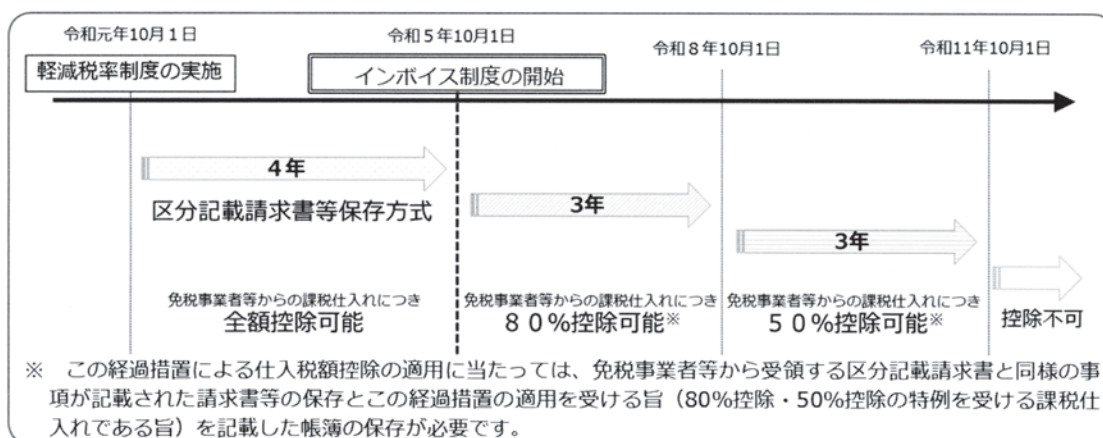 令和元年10月１日
令和５年10月1日
令和８年10月1日
令和11年10月1日
軽減税率制度の実施
インボイス制度の開始
4年
区分記載請求書等保存方式
3年
3年
免税事業者等からの課税仕入れにつき
全額控除可能
免税事業者等からの課税仕入れにつき
８０％控除可能※
免税事業者等からの課税仕入れにつき
５０％控除可能※
控除不可
※　この経過措置による仕入税額控除の適用に当たっては、免税事業者等から受領する区分記載請求書と同様の事
項が記載された請求書等の保存とこの経過措置の適用を受ける旨（80％控除・50％控除の特例を受ける課税仕
入れである旨）を記載した帳簿の保存が必要です。